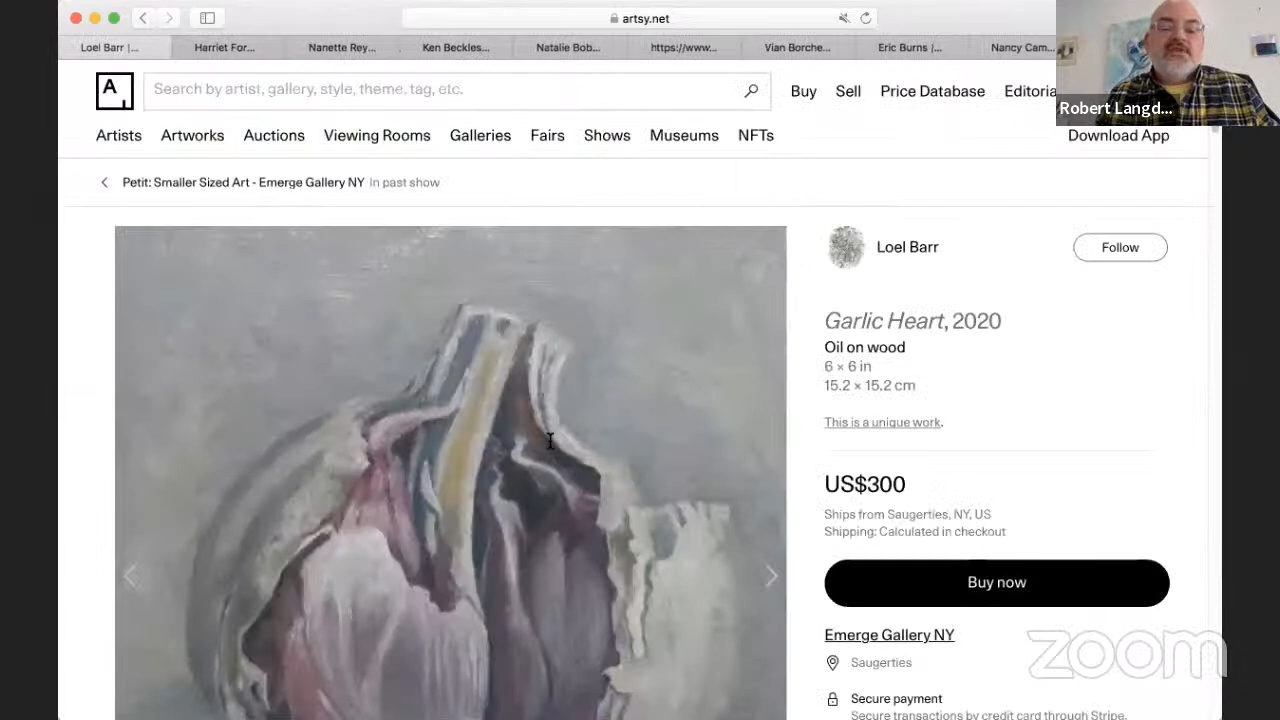 artsy.net
Loel Barr |... Harriet For... Nanette Rey... Ken Beckles... Natalie Bob... https://www... Vian Borche... Eric Burns |... Nancy Cam...
Robert Langd...
A
Search by artist, gallery, style, theme, tag, etc.
Buy Sell Price Database Editoria
Artists Artworks Auctions Viewing Rooms Galleries Fairs Shows Museums NFTs Download App
Petit: Smaller Sized Art - Emerge Gallery NY In past show
Loel Barr
Follow
Garlic Heart, 2020
Oil on wood
6 × 6 in
15.2 × 15.2 cm
This is a unique work.
US$300
Ships from Saugerties, NY, US
Shipping: Calculated in checkout
Buy now
Emerge Gallery NY
Saugerties
zoom
Secure payment
Secure transactions by credit card through Stripe.